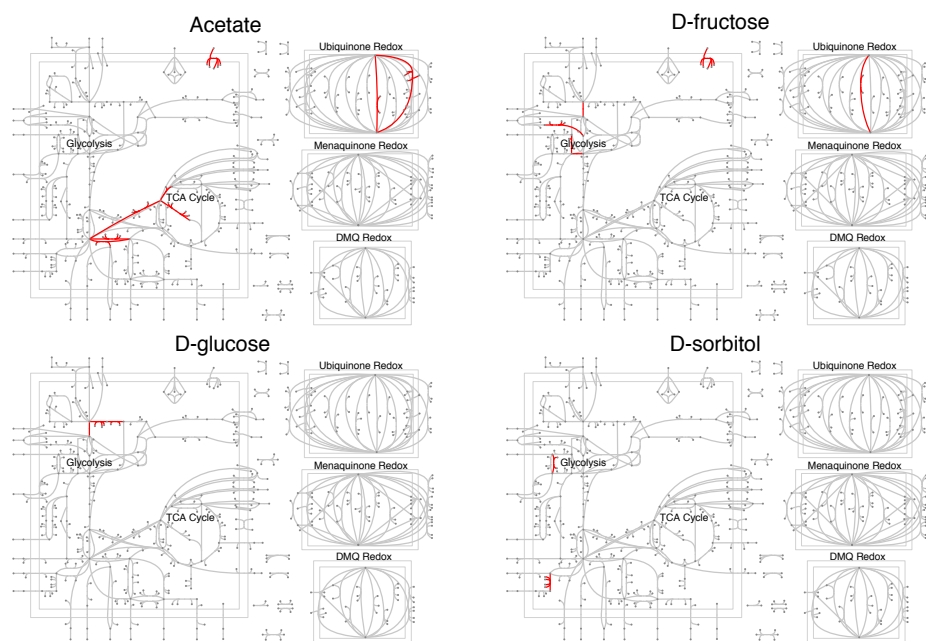 Acetate
Ubiquinone Redox
Glycolysis
Menaquinone Redox
TCA Cycle
DMQ Redox
D-fructose
Ubiquinone Redox
Glycolysis
Menaquinone Redox
TCA Cycle
DMQ Redox
D-glucose
Ubiquinone Redox
Glycolysis
Menaquinone Redox
TCA Cycle
DMQ Redox
D-sorbitol
Ubiquinone Redox
Glycolysis
Menaquinone Redox
TCA Cycle
DMQ Redox